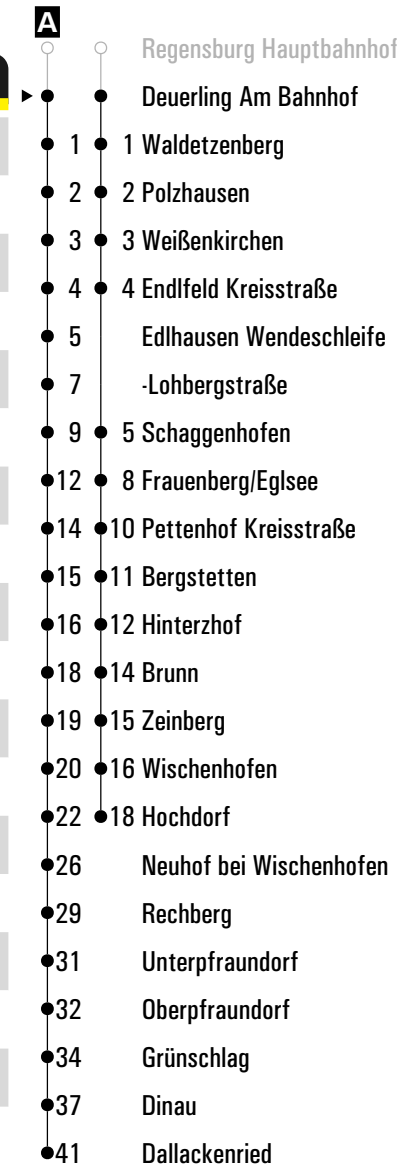 A
Regensburg Hauptbahnhof
Deuerling Am Bahnhof
1 1 Waldetzenberg
2 2 Polzhausen
3 3 Weißenkirchen
4 4 Endlfeld Kreisstraße
5 Edlhausen Wendeschleife
7 -Lohbergstraße
9 5 Schaggenhofen
12 8 Frauenberg/Eglsee
14 10 Pettenhof Kreisstraße
15 11 Bergstetten
16 12 Hinterzhof
18 14 Brunn
19 15 Zeinberg
20 16 Wischenhofen
22 18 Hochdorf
26 Neuhof bei Wischenhofen
29 Rechberg
31 Unterpfraundorf
32 Oberpfraundorf
34 Grünschlag
37 Dinau
41 Dallackenried